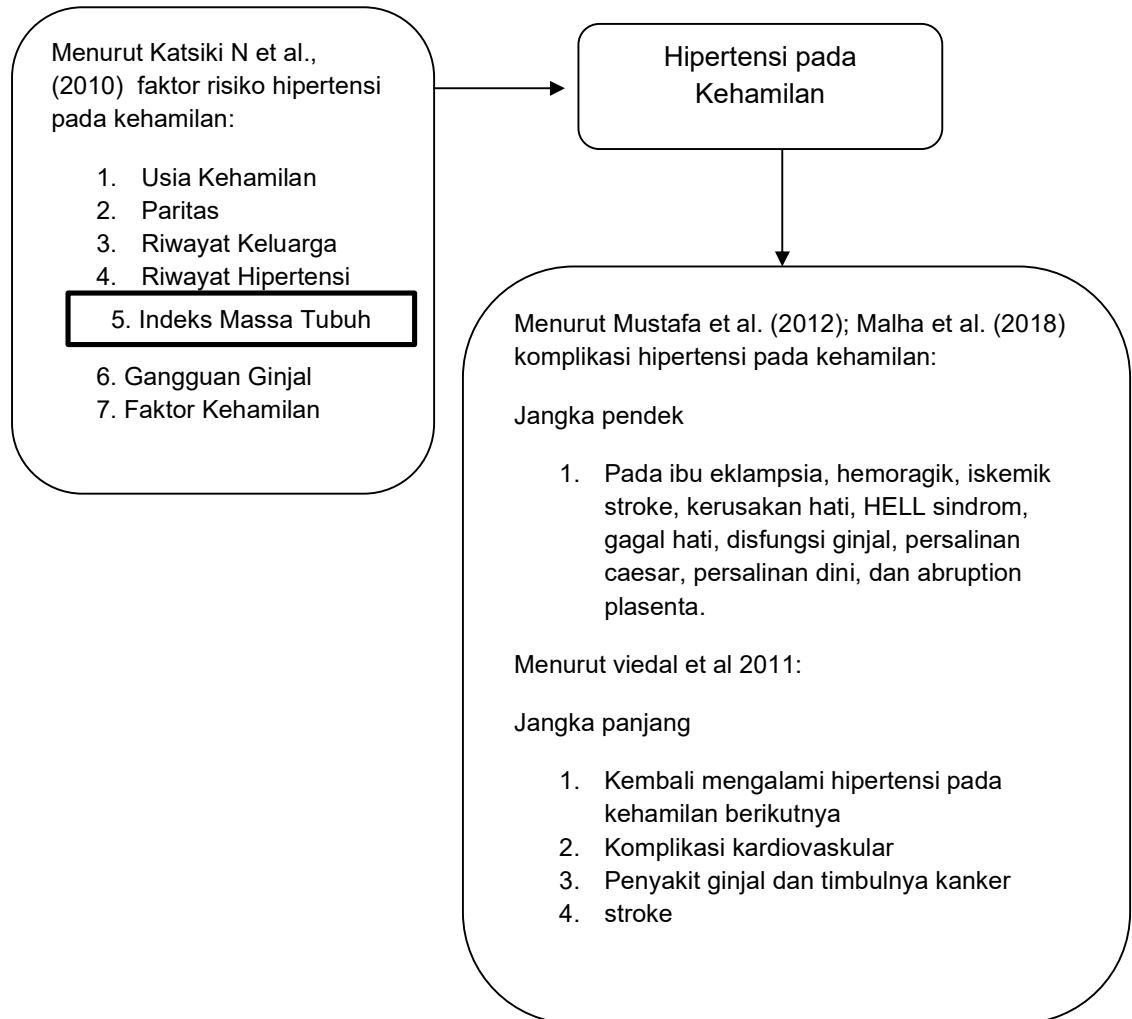 Menurut Katsiki N et al.,
(2010) faktor risiko hipertensi
pada kehamilan:
1. Usia Kehamilan
2. Paritas
3. Riwayat Keluarga
4. Riwayat Hipertensi
5. Indeks Massa Tubuh
6. Gangguan Ginjal
7. Faktor Kehamilan
Hipertensi pada
Kehamilan
Menurut Mustafa et al. (2012); Malha et al. (2018)
komplikasi hipertensi pada kehamilan:
Jangka pendek
1. Pada ibu eklampsia, hemoragik, iskemik
stroke, kerusakan hati, HELL sindrom,
gagal hati, disfungsi ginjal, persalinan
caesar, persalinan dini, dan abruption
plasenta.
Menurut viedal et al 2011:
Jangka panjang
1. Kembali mengalami hipertensi pada
kehamilan berikutnya
2. Komplikasi kardiovaskular
3. Penyakit ginjal dan timbulnya kanker
4. stroke